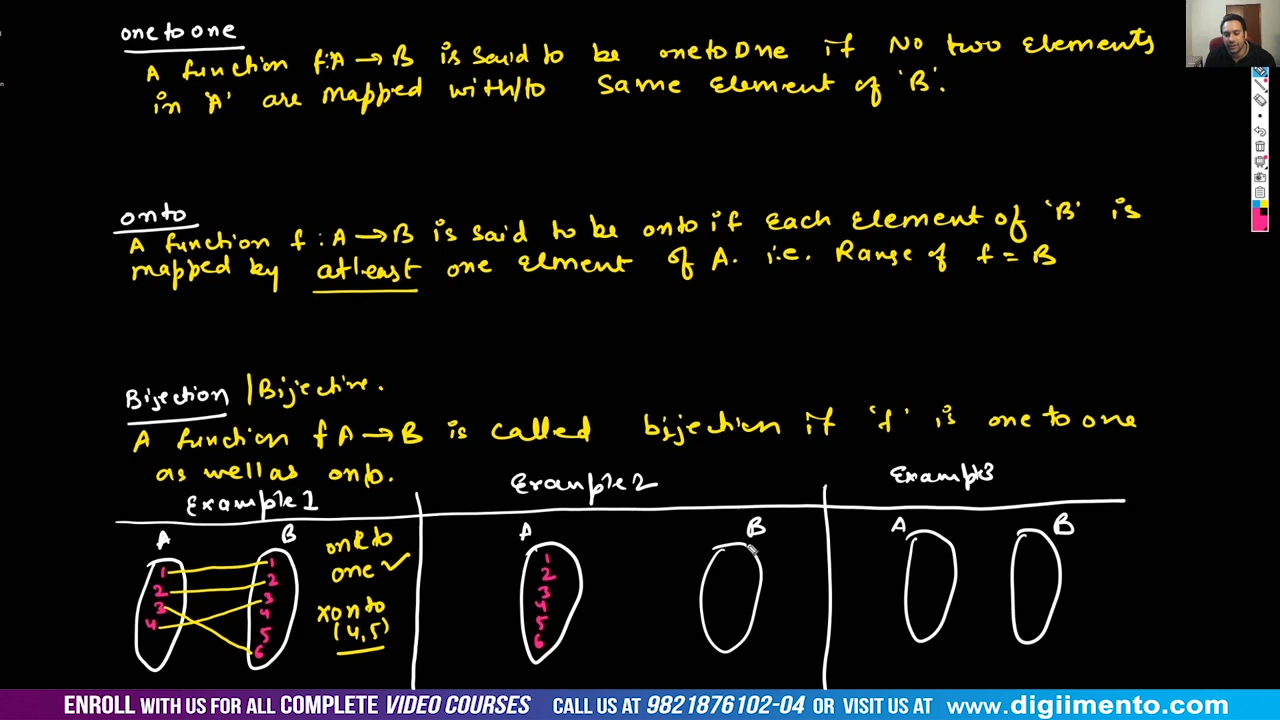 one to one
A function f:A → B is said to be one to one if No two Elements
in 'A' are mapped with/to Same Element of 'B'.
onto
A function f : A → B is said to be onto if Each Element of 'B' is
mapped by atleast one Element of A. i.e. Range of f = B
Bijection / Bijective.
A function f A → B is called bijection if 'f' is one to one
as well as onto.
Example 1
Example 2
Example 3
A B
1 1
2 2
3 3
4 4
5
6
one to
one ✓
x onto
(4,5)
A B
1
2
3
4
5
6
A B
ENROLL WITH US FOR ALL COMPLETE VIDEO COURSES CALL US AT 9821876102-04 OR VISIT US AT www.digiimento.com